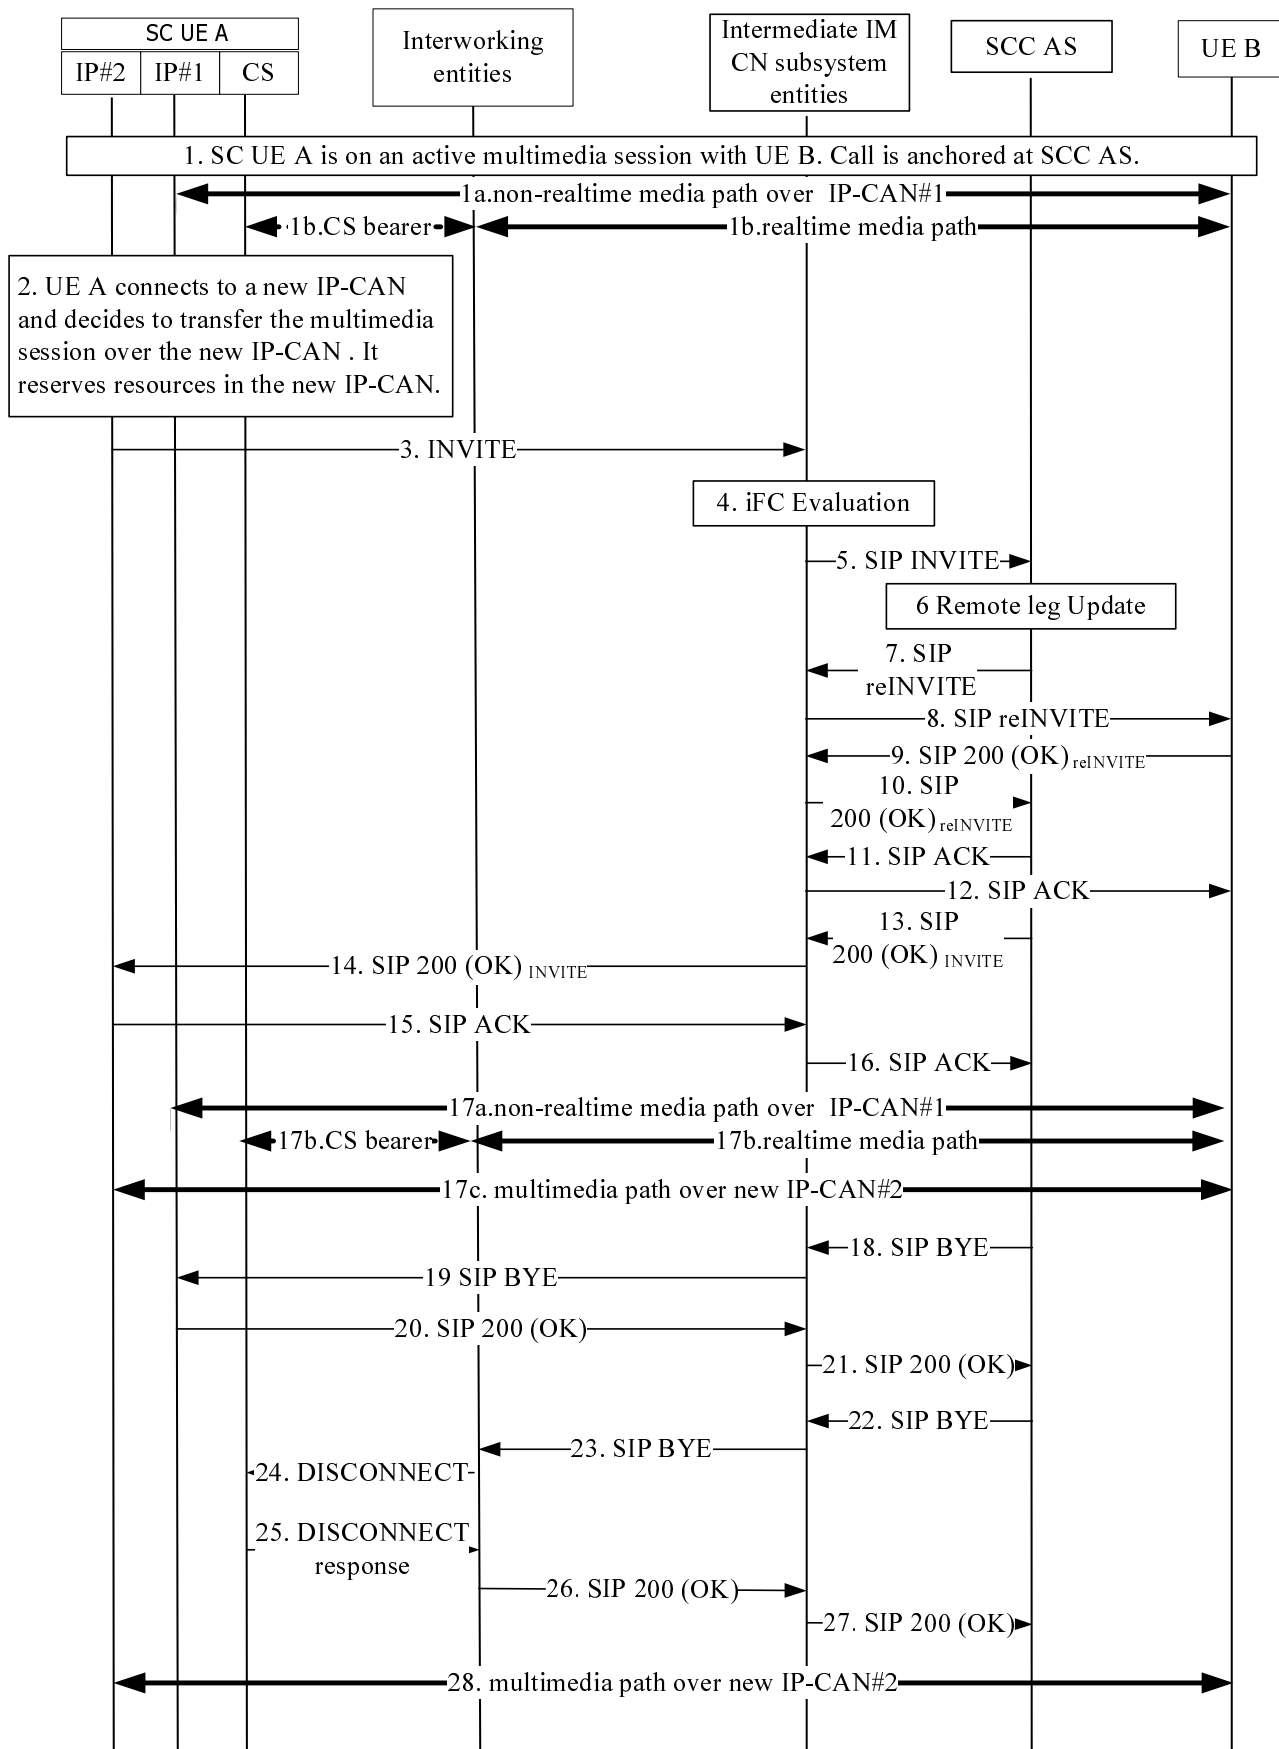 SC UE A
IP#2 IP#1 CS
Interworking
entities
Intermediate IM
CN subsystem
entities
SCC AS
UE B
1. SC UE A is on an active multimedia session with UE B. Call is anchored at SCC AS.
1a.non-realtime media path over IP-CAN#1
1b.CS bearer 1b.realtime media path
2. UE A connects to a new IP-CAN
and decides to transfer the multimedia
session over the new IP-CAN . It
reserves resources in the new IP-CAN.
3. INVITE
4. iFC Evaluation
5. SIP INVITE
6 Remote leg Update
7. SIP
reINVITE
8. SIP reINVITE
9. SIP 200 (OK) reINVITE
10. SIP
200 (OK) reINVITE
11. SIP ACK
12. SIP ACK
13. SIP
200 (OK) INVITE
14. SIP 200 (OK) INVITE
15. SIP ACK
16. SIP ACK
17a.non-realtime media path over IP-CAN#1
17b.CS bearer 17b.realtime media path
17c. multimedia path over new IP-CAN#2
18. SIP BYE
19 SIP BYE
20. SIP 200 (OK)
21. SIP 200 (OK)
22. SIP BYE
23. SIP BYE
24. DISCONNECT
25. DISCONNECT
response
26. SIP 200 (OK)
27. SIP 200 (OK)
28. multimedia path over new IP-CAN#2